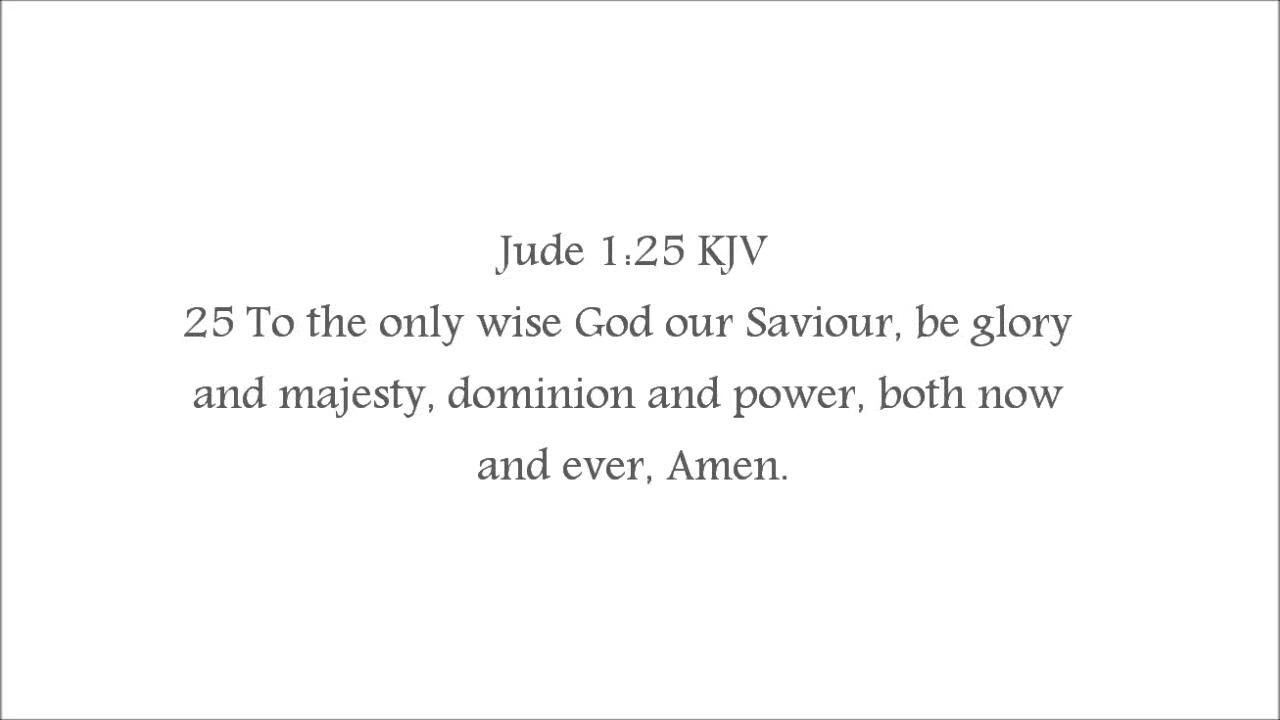 Jude 1:25 KJV
25 To the only wise God our Saviour, be glory
and majesty, dominion and power, both now
and ever, Amen.